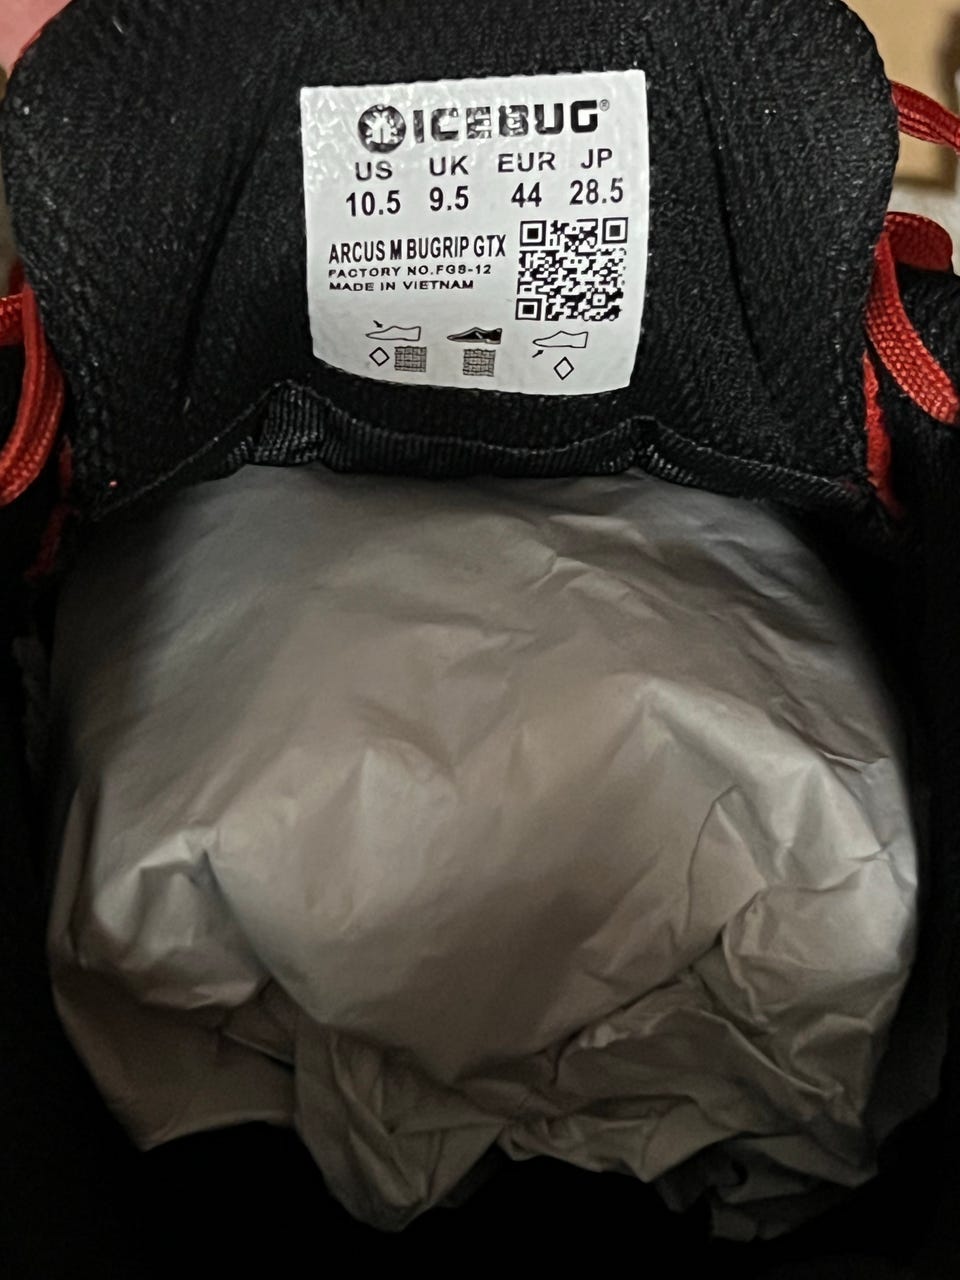 ICEBUG®
US UK EUR JP
10.5 9.5 44 28.5
ARCUS M BUGRIP GTX
FACTORY NO.FGS-12
MADE IN VIETNAM